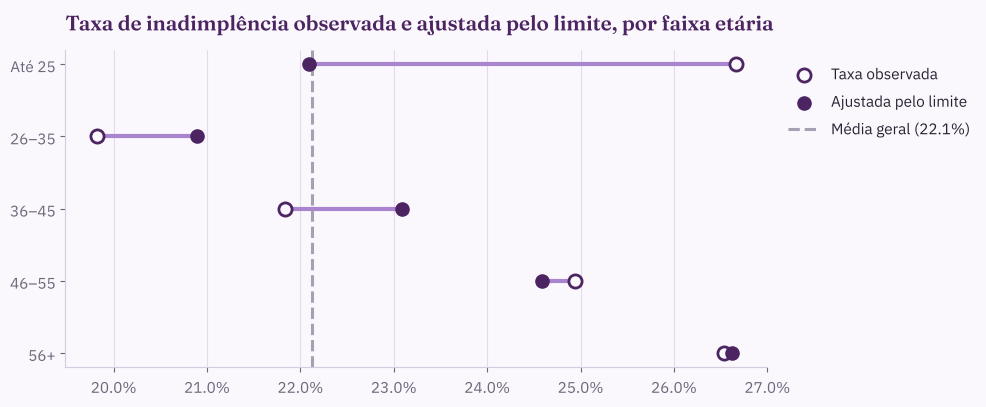 Taxa de inadimplência observada e ajustada pelo limite, por faixa etária
Até 25
26–35
36–45
46–55
56+
20.0%
21.0%
22.0%
23.0%
24.0%
25.0%
26.0%
27.0%
Taxa observada
Ajustada pelo limite
Média geral (22.1%)